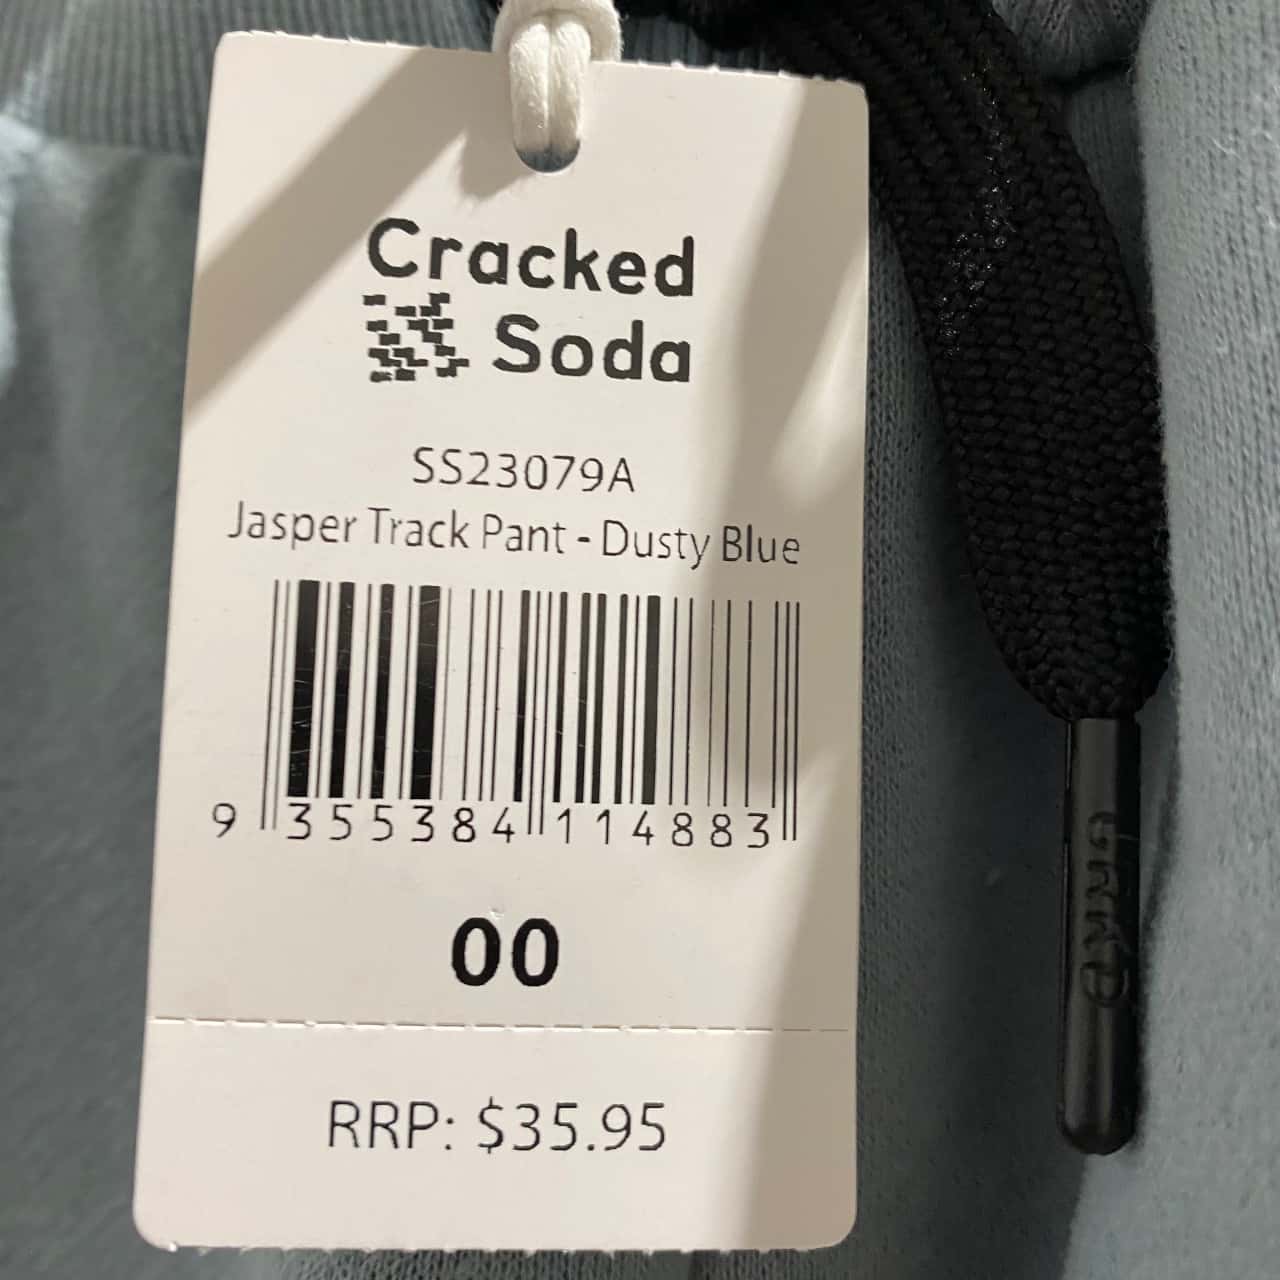 Cracked
Soda
SS23079A
Jasper Track Pant - Dusty Blue
9 355384 114883
00
RRP: $35.95